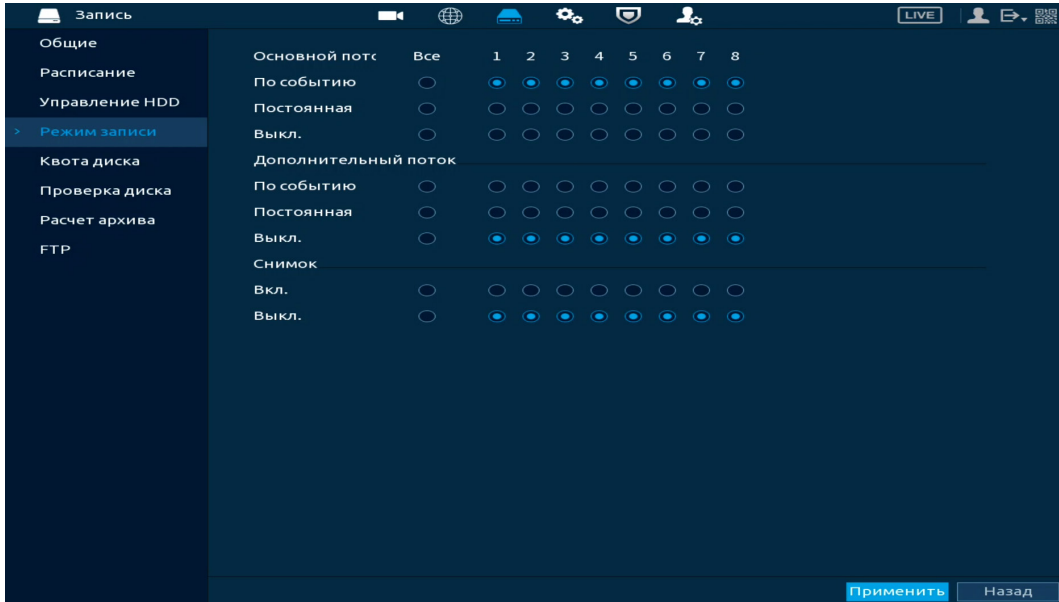 Запись LIVE
Общие
Расписание
Управление HDD
> Режим записи
Квота диска
Проверка диска
Расчет архива
FTP
Основной пото Все 1 2 3 4 5 6 7 8
По событию
Постоянная
Выкл.
Дополнительный поток
По событию
Постоянная
Выкл.
Снимок
Вкл.
Выкл.
Применить Назад